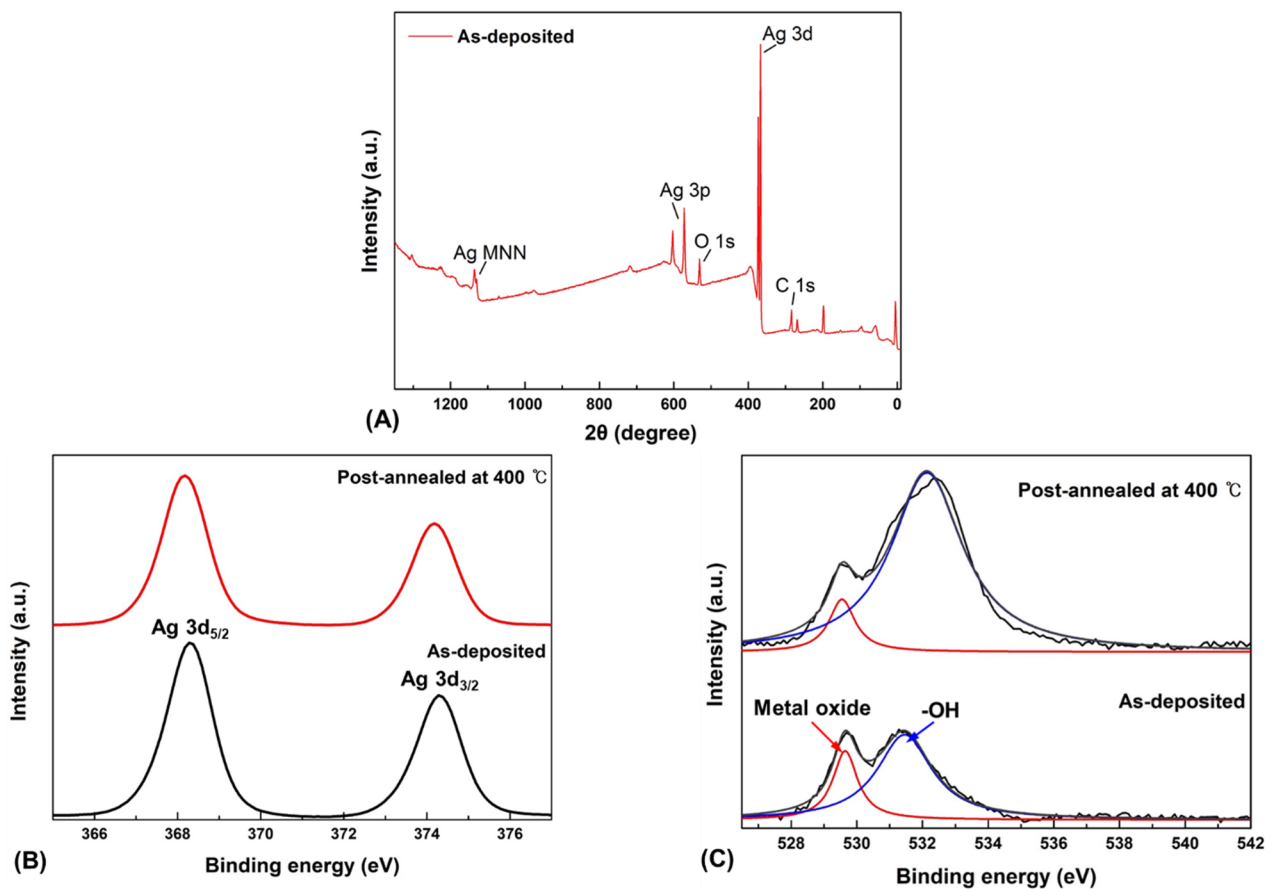 As-deposited
Ag 3d
Ag 3p
O 1s
Ag MNN
C 1s
Intensity (a.u.)
1200 1000 800 600 400 200 0
2θ (degree)
(A)
Post-annealed at 400 ℃
Ag 3d5/2
As-deposited
Ag 3d3/2
Intensity (a.u.)
366 368 370 372 374 376
Binding energy (eV)
(B)
Post-annealed at 400 ℃
As-deposited
Metal oxide
-OH
Intensity (a.u.)
528 530 532 534 536 538 540 542
Binding energy (eV)
(C)